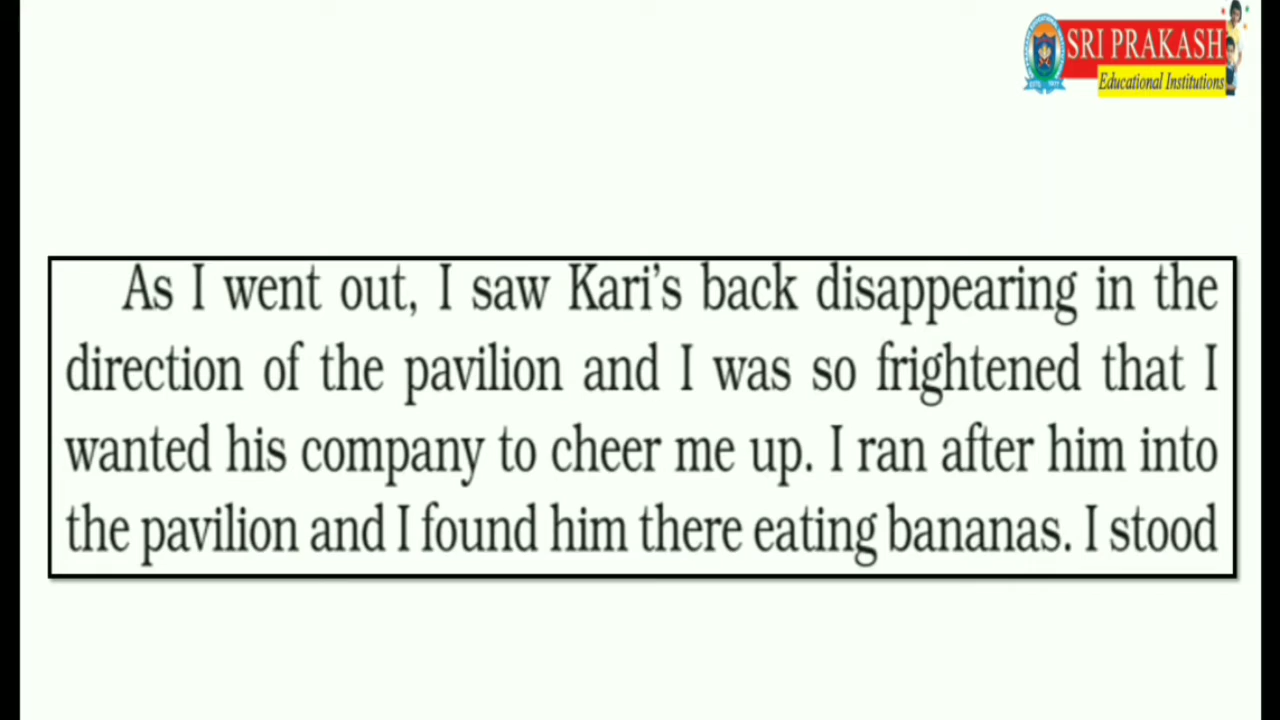 SRI PRAKASH
Educational Institutions
As I went out, I saw Kari's back disappearing in the
direction of the pavilion and I was so frightened that I
wanted his company to cheer me up. I ran after him into
the pavilion and I found him there eating bananas. I stood